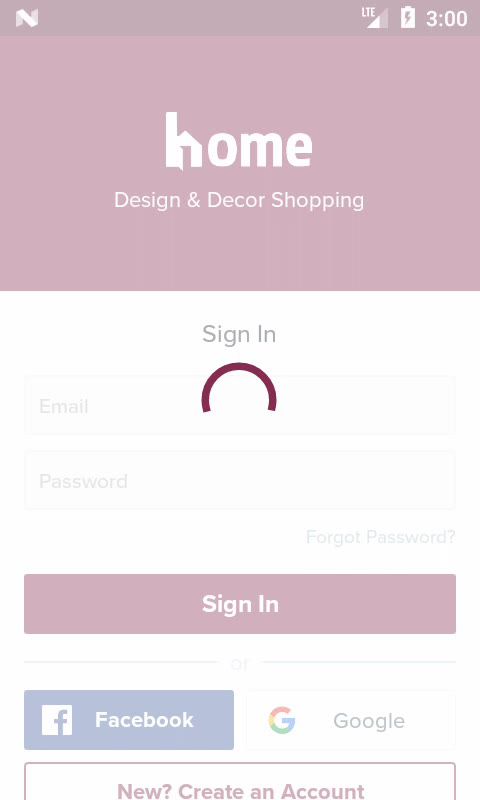 LTE 3:00
home
Design & Decor Shopping
Sign In
Email
Password
Forgot Password?
Sign In
or
Facebook Google
New? Create an Account